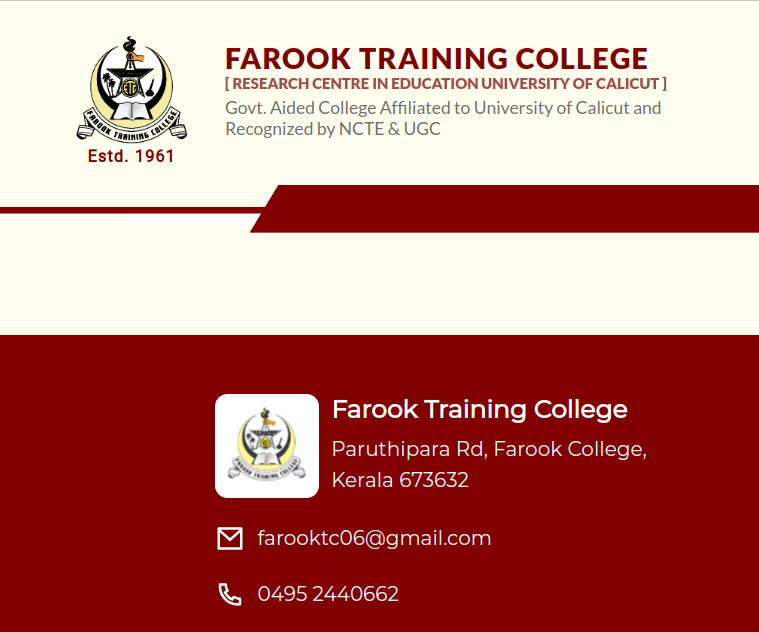 FAROOK TRAINING COLLEGE
[ RESEARCH CENTRE IN EDUCATION UNIVERSITY OF CALICUT ]
Govt. Aided College Affiliated to University of Calicut and
Recognized by NCTE & UGC
FTC
FAROOK TRAINING COLLEGE
Estd. 1961
Farook Training College
Paruthipara Rd, Farook College,
Kerala 673632
FAROOK TRAINING COLLEGE
farooktc06@gmail.com
0495 2440662